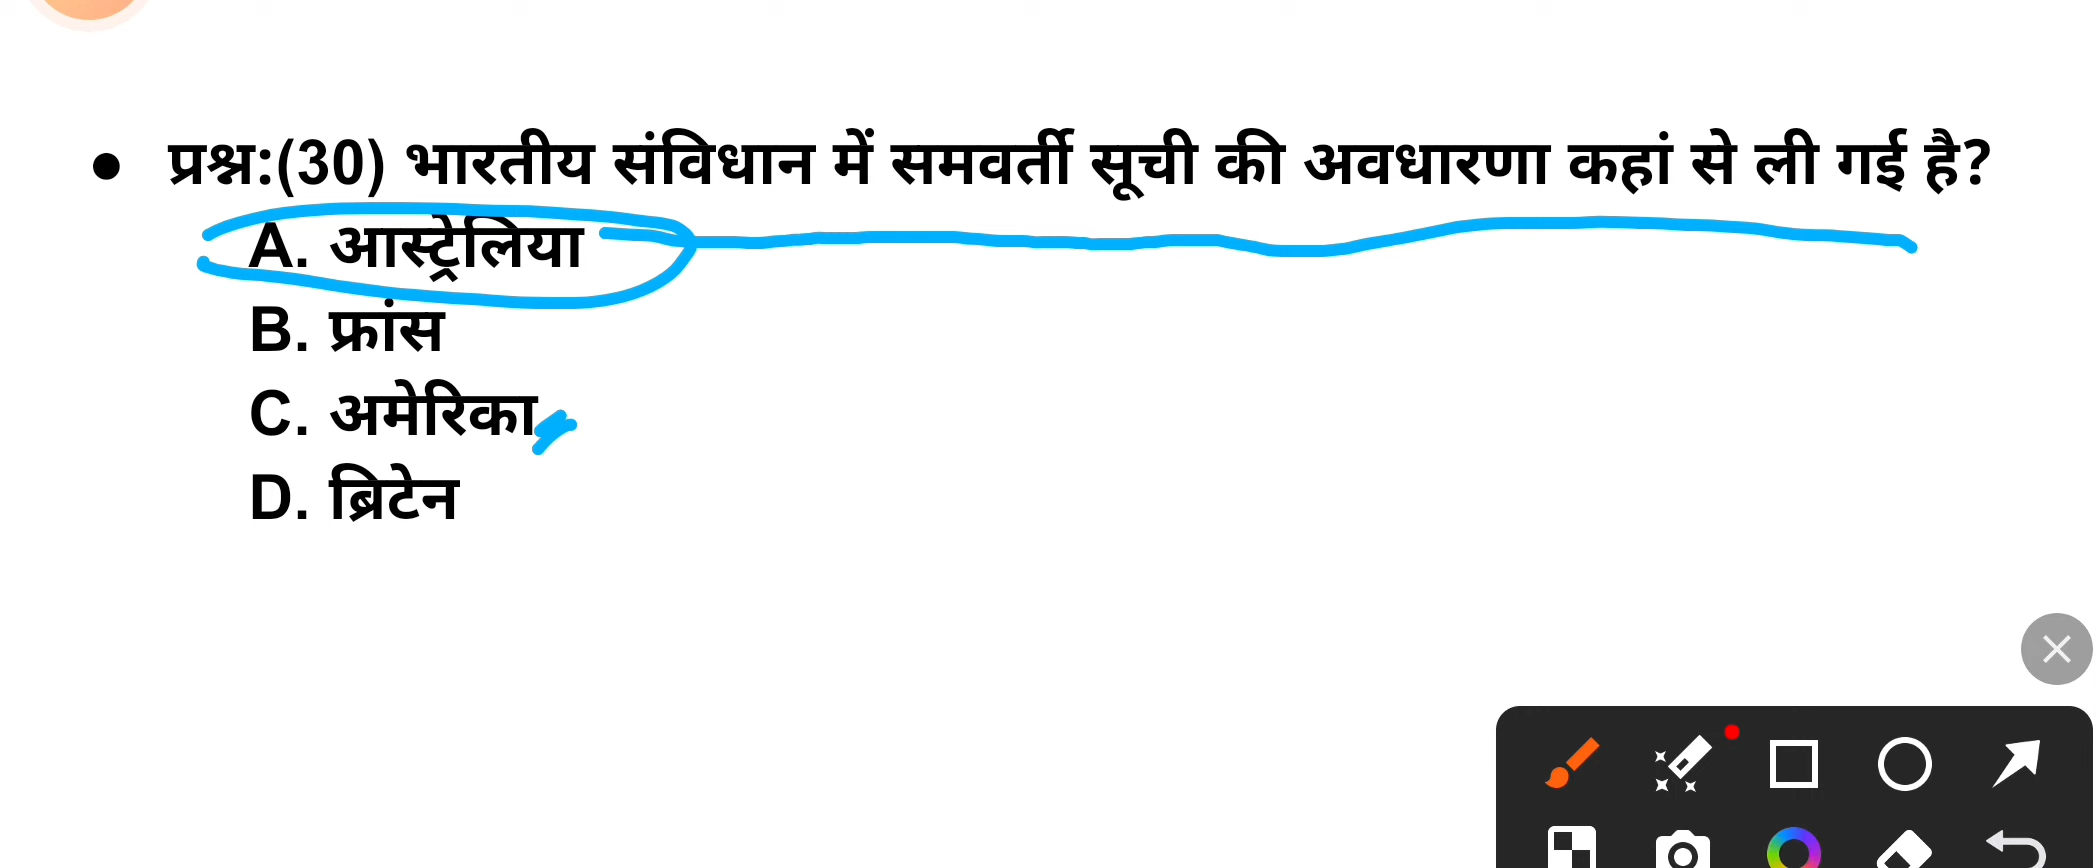 ● प्रश्न:(30) भारतीय संविधान में समवर्ती सूची की अवधारणा कहां से ली गई है?
A. आस्ट्रेलिया
B. फ्रांस
C. अमेरिका
D. ब्रिटेन